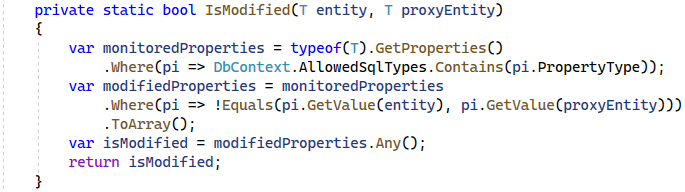 private static bool IsModified(T entity, T proxyEntity)
{
    var monitoredProperties = typeof(T).GetProperties()
        .Where(pi => DbContext.AllowedSqlTypes.Contains(pi.PropertyType));
    var modifiedProperties = monitoredProperties
        .Where(pi => !Equals(pi.GetValue(entity), pi.GetValue(proxyEntity)))
        .ToArray();
    var isModified = modifiedProperties.Any();
    return isModified;
}